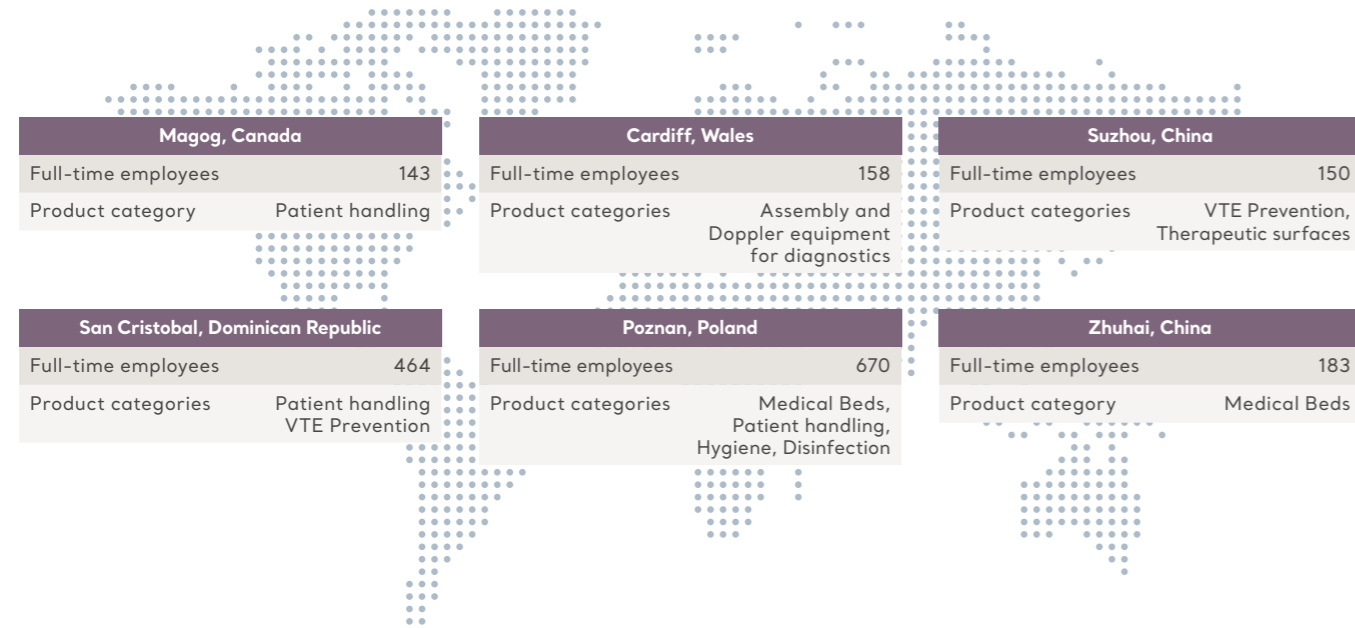 Magog, Canada
Full-time employees 143
Product category Patient handling
Cardiff, Wales
Full-time employees 158
Product categories Assembly and
Doppler equipment
for diagnostics
Suzhou, China
Full-time employees 150
Product categories VTE Prevention,
Therapeutic surfaces
San Cristobal, Dominican Republic
Full-time employees 464
Product categories Patient handling
VTE Prevention
Poznan, Poland
Full-time employees 670
Product categories Medical Beds,
Patient handling,
Hygiene, Disinfection
Zhuhai, China
Full-time employees 183
Product category Medical Beds